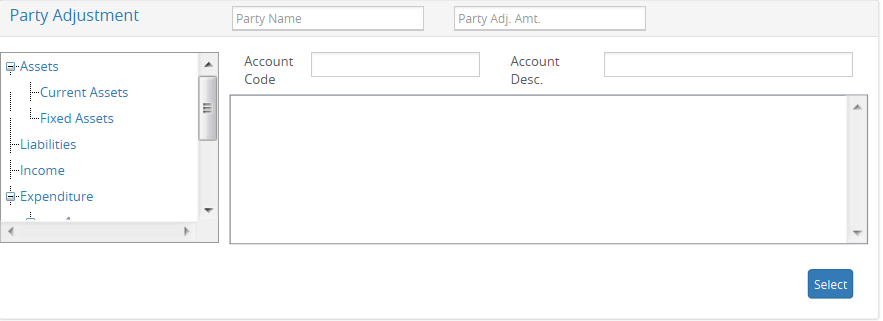 Party Adjustment
Party Name
Party Adj. Amt.
Assets
Current Assets
Fixed Assets
Liabilities
Income
Expenditure
Account
Code
Account
Desc.
Select